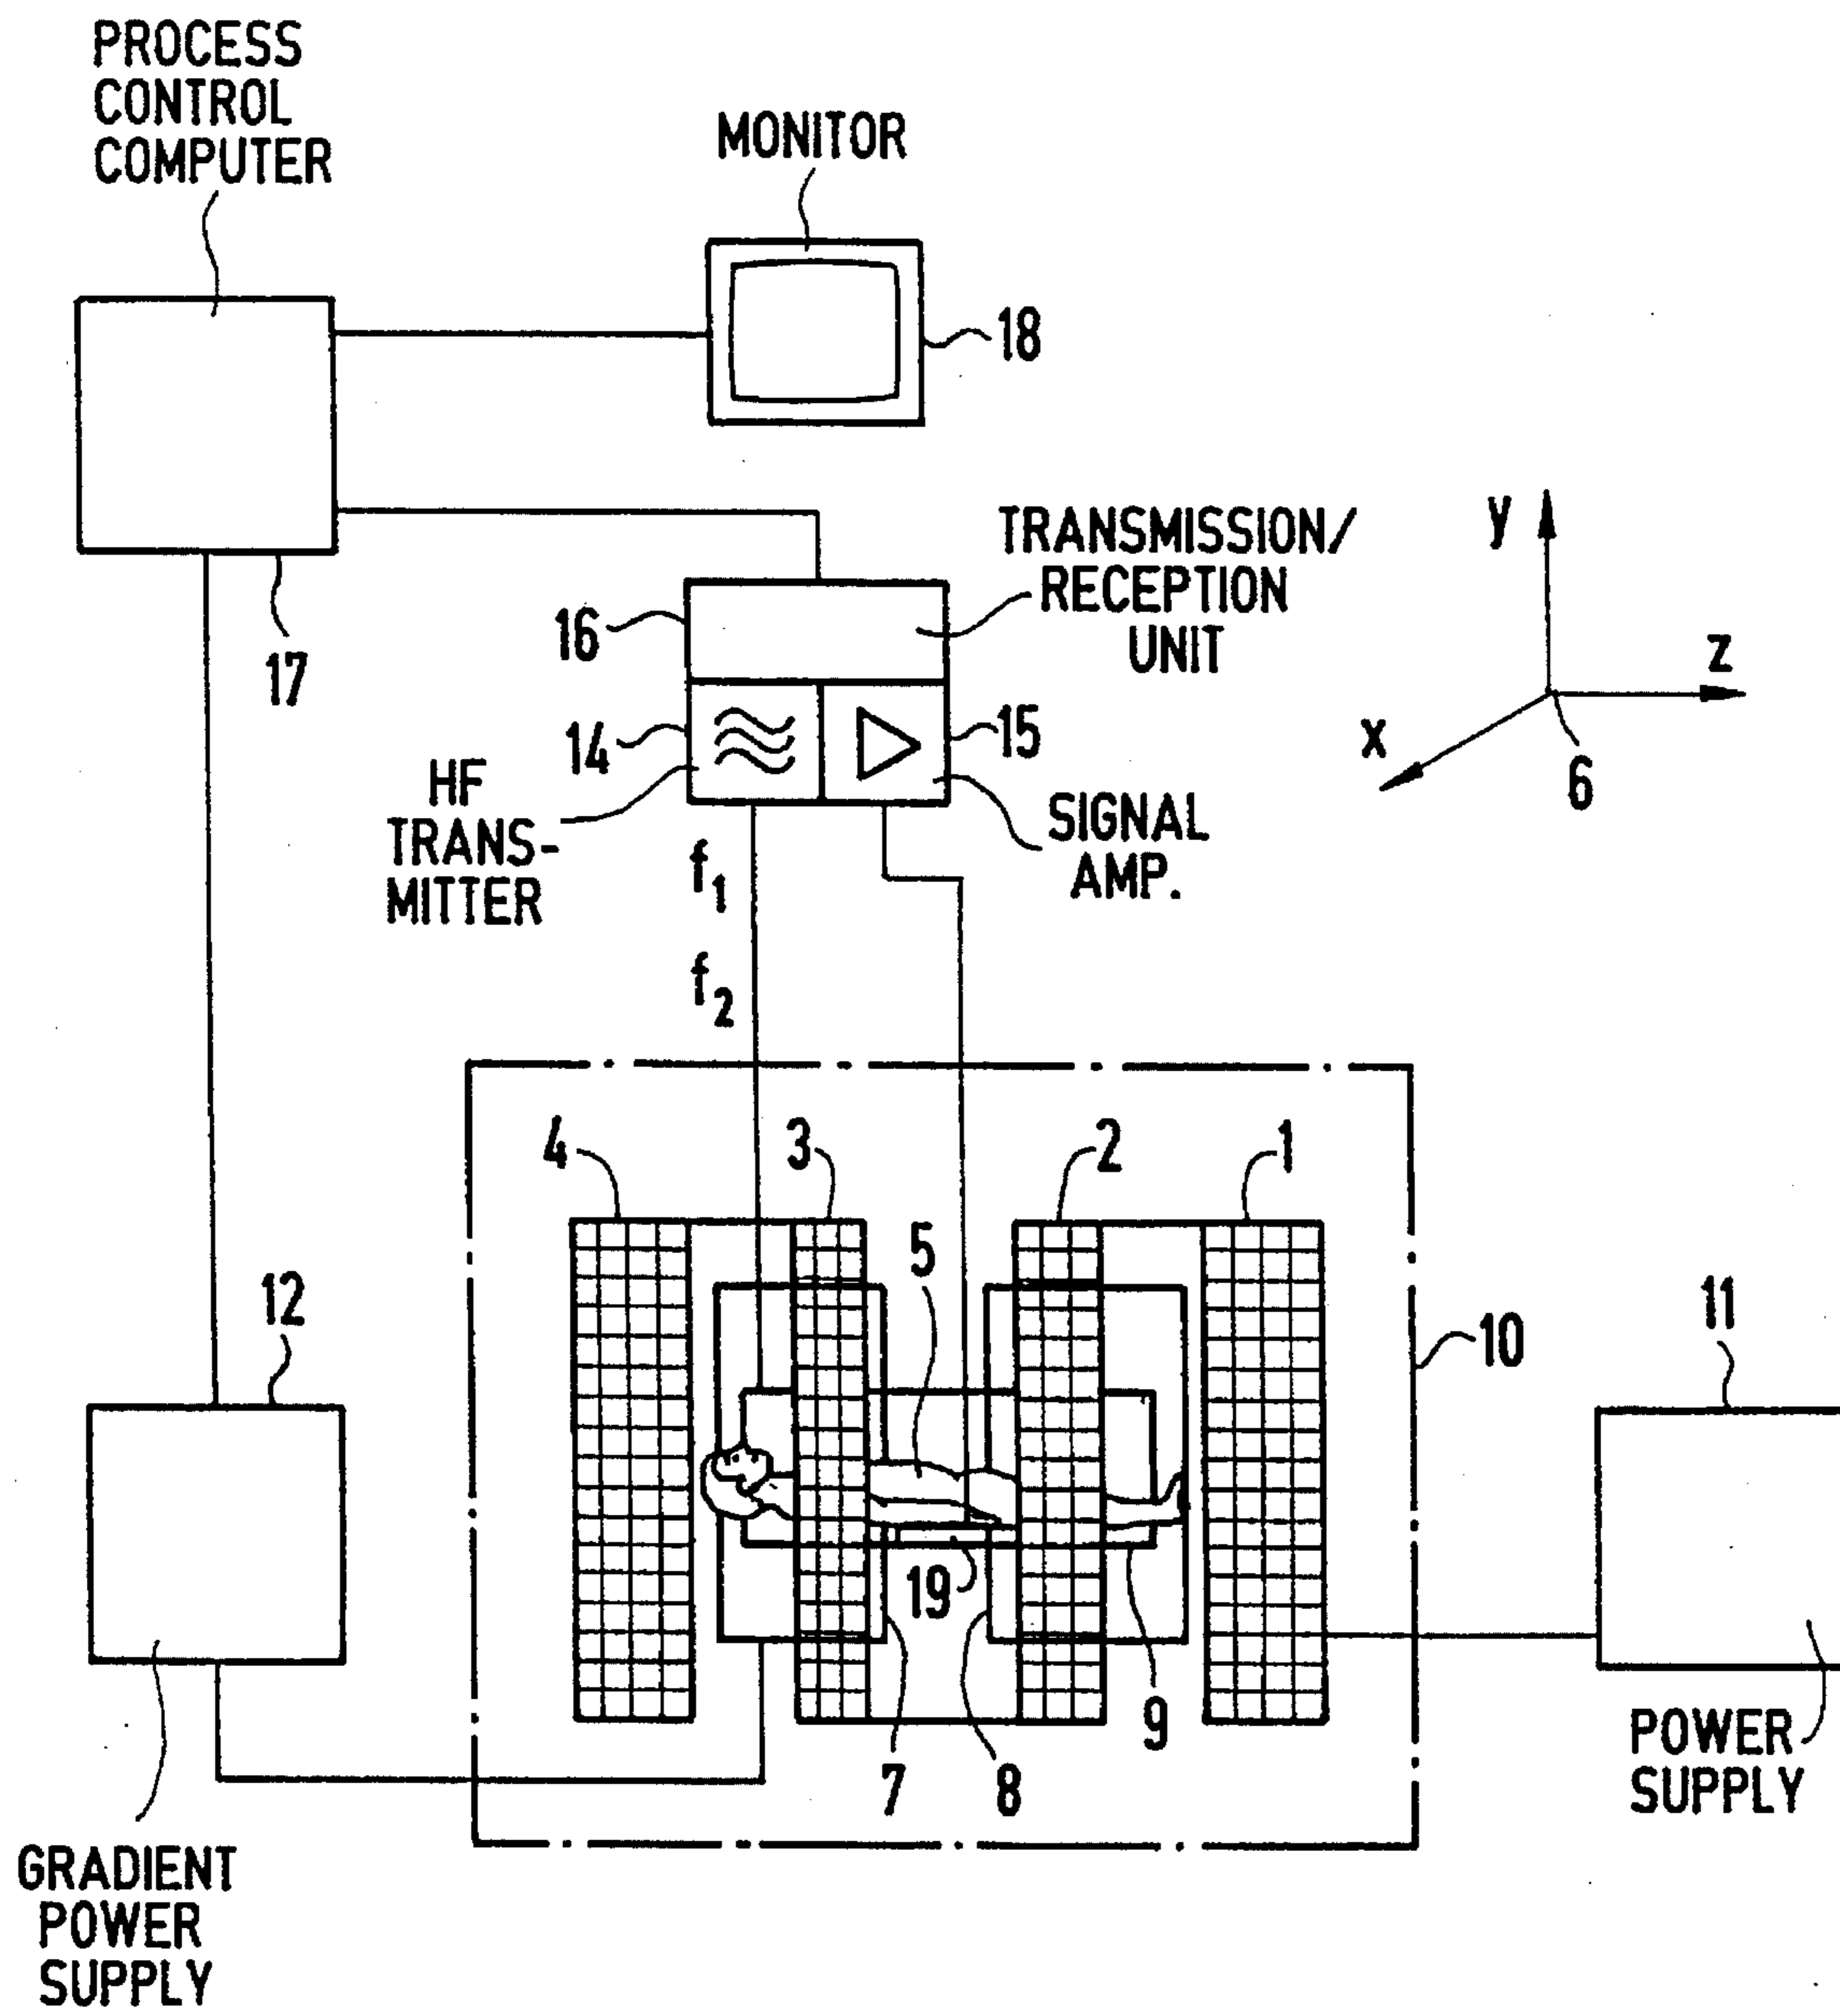 PROCESS
CONTROL
COMPUTER
MONITOR
18
17
TRANSMISSION/
RECEPTION
UNIT
16
14
15
HF
TRANS-
MITTER
SIGNAL
AMP.
y
z
x
6
f1
f2
4
3
2
1
5
10
12
11
19
7
8
9
POWER
SUPPLY
GRADIENT
POWER
SUPPLY